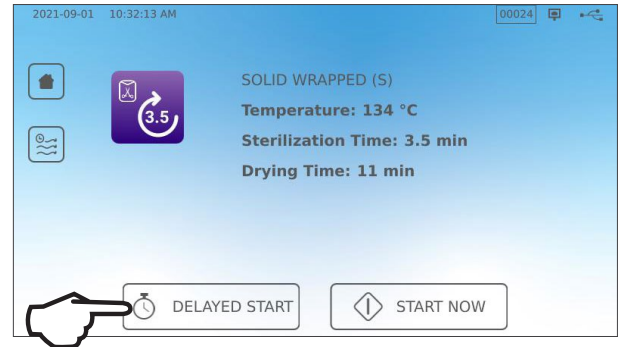 2021-09-01 10:32:13 AM 00024
SOLID WRAPPED (S)
3.5
Temperature: 134 °C
Sterilization Time: 3.5 min
Drying Time: 11 min
DELAYED START START NOW